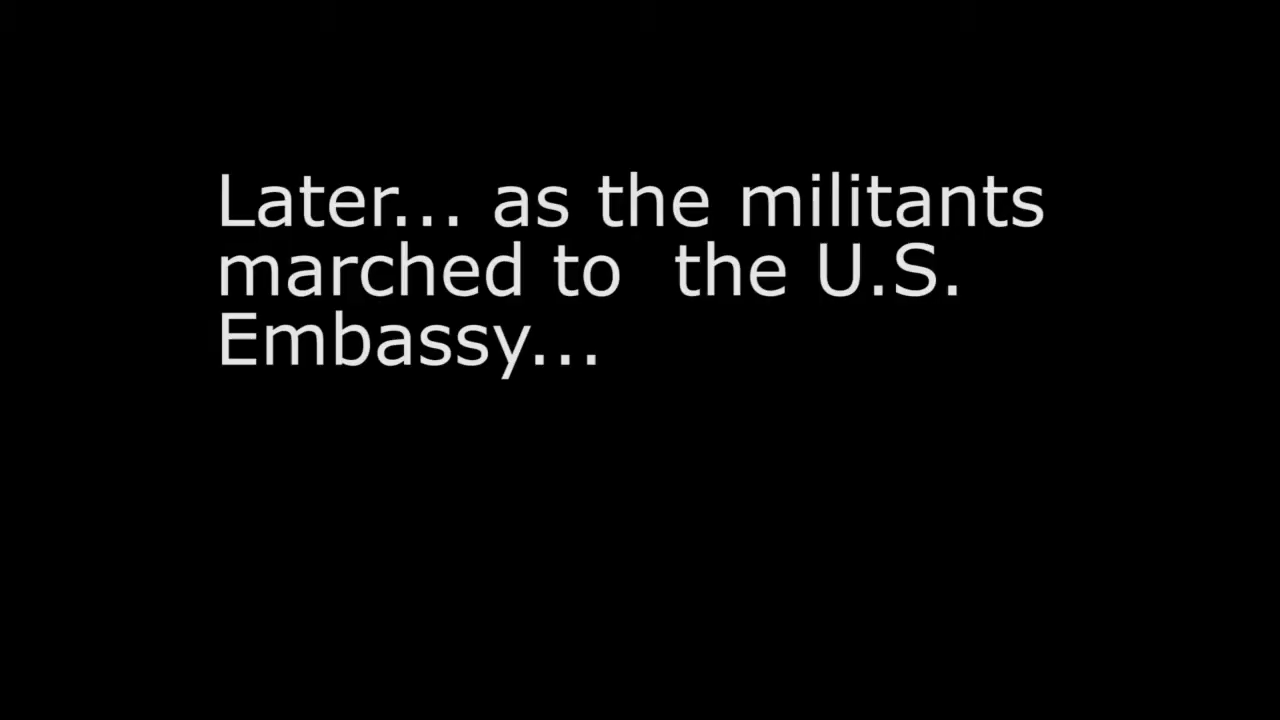 Later... as the militants
marched to  the U.S.
Embassy...